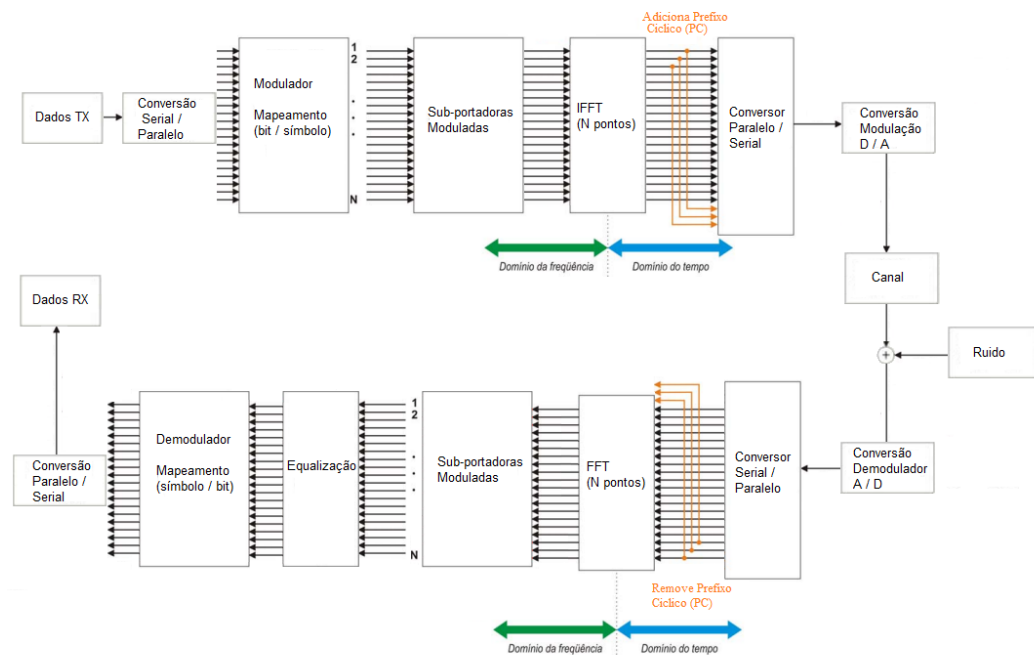 Adiciona Prefixo
Ciclico (PC)
Dados TX
Conversão
Serial /
Paralelo
Modulador
Mapeamento
(bit / símbolo)
1
2
.
.
.
N
Sub-portadoras
Moduladas
IFFT
(N pontos)
Conversor
Paralelo /
Serial
Conversão
Modulação
D / A
Domínio da freqüência
Domínio do tempo
Canal
+
Ruido
Dados RX
Conversão
Paralelo /
Serial
Demodulador
Mapeamento
(símbolo / bit)
Equalização
1
2
.
.
.
N
Sub-portadoras
Moduladas
FFT
(N pontos)
Conversor
Serial /
Paralelo
Conversão
Demodulador
A / D
Remove Prefixo
Ciclico (PC)
Domínio da freqüência
Domínio do tempo